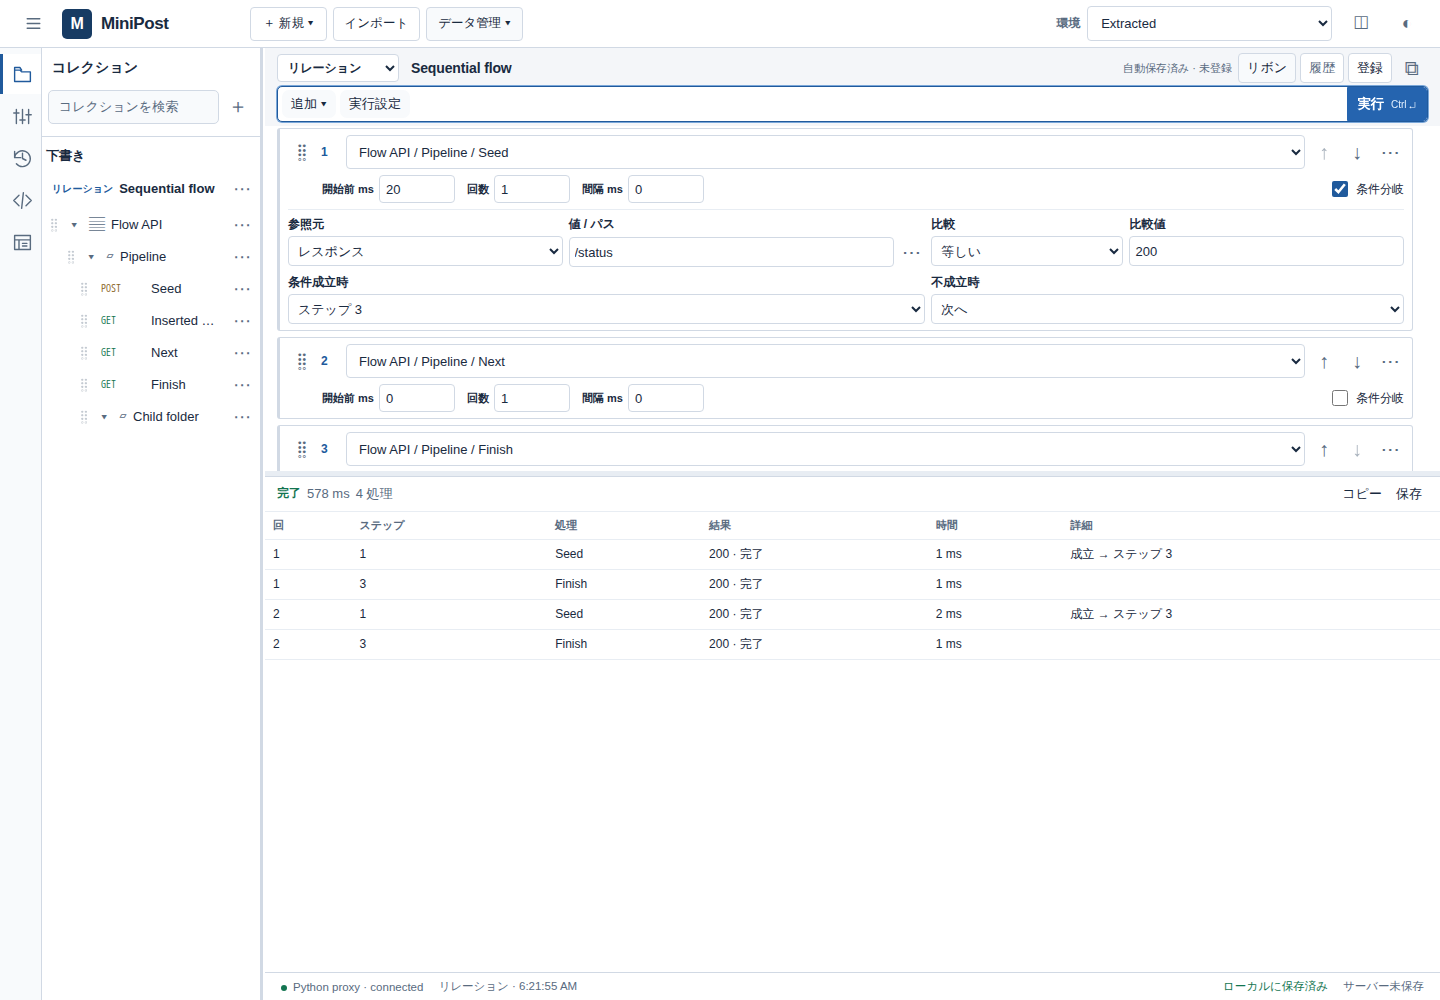 M MiniPost ＋ 新規 ▾ インポート データ管理 ▾ 環境 Extracted
コレクション
コレクションを検索 +
下書き
リレーション Sequential flow ···
Flow API ···
Pipeline ···
POST Seed ···
GET Inserted … ···
GET Next ···
GET Finish ···
Child folder ···
リレーション Sequential flow 自動保存済み · 未登録 リボン 履歴 登録
追加 ▾ 実行設定 実行 Ctrl ⏎
1 Flow API / Pipeline / Seed ↑ ↓ ···
開始前 ms 20 回数 1 間隔 ms 0 条件分岐
参照元 値 / パス 比較 比較値
レスポンス /status ··· 等しい 200
条件成立時 不成立時
ステップ 3 次へ
2 Flow API / Pipeline / Next ↑ ↓ ···
開始前 ms 0 回数 1 間隔 ms 0 条件分岐
3 Flow API / Pipeline / Finish ↑ ↓ ···
完了 578 ms 4 処理 コピー 保存
回 ステップ 処理 結果 時間 詳細
1 1 Seed 200 · 完了 1 ms 成立 → ステップ 3
1 3 Finish 200 · 完了 1 ms
2 1 Seed 200 · 完了 2 ms 成立 → ステップ 3
2 3 Finish 200 · 完了 1 ms
Python proxy · connected リレーション · 6:21:55 AM ローカルに保存済み サーバー未保存